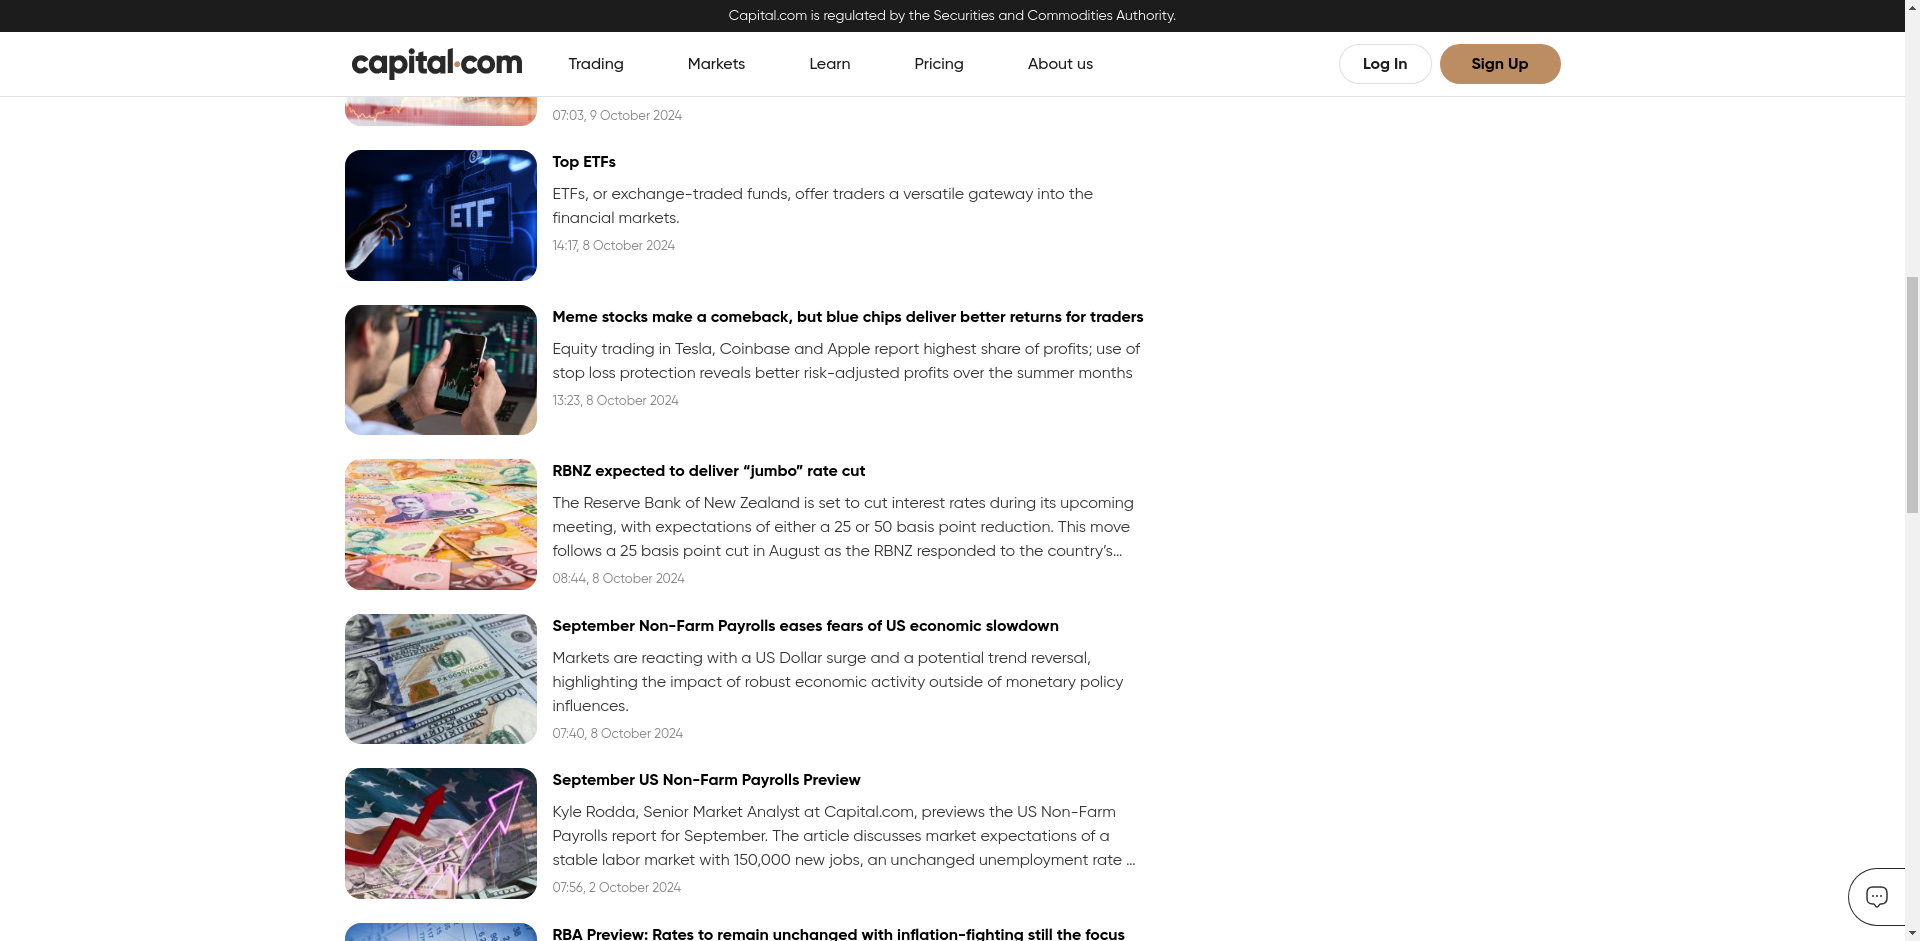 Capital.com is regulated by the Securities and Commodities Authority.
capital.com
Trading
Markets
Learn
Pricing
About us
Log In
Sign Up
07:03, 9 October 2024
ETF
Top ETFs
ETFs, or exchange-traded funds, offer traders a versatile gateway into the
financial markets.
14:17, 8 October 2024
Meme stocks make a comeback, but blue chips deliver better returns for traders
Equity trading in Tesla, Coinbase and Apple report highest share of profits; use of
stop loss protection reveals better risk-adjusted profits over the summer months
13:23, 8 October 2024
RBNZ expected to deliver “jumbo” rate cut
The Reserve Bank of New Zealand is set to cut interest rates during its upcoming
meeting, with expectations of either a 25 or 50 basis point reduction. This move
follows a 25 basis point cut in August as the RBNZ responded to the country’s...
08:44, 8 October 2024
September Non-Farm Payrolls eases fears of US economic slowdown
Markets are reacting with a US Dollar surge and a potential trend reversal,
highlighting the impact of robust economic activity outside of monetary policy
influences.
07:40, 8 October 2024
September US Non-Farm Payrolls Preview
Kyle Rodda, Senior Market Analyst at Capital.com, previews the US Non-Farm
Payrolls report for September. The article discusses market expectations of a
stable labor market with 150,000 new jobs, an unchanged unemployment rate ...
07:56, 2 October 2024
RBA Preview: Rates to remain unchanged with inflation-fighting still the focus